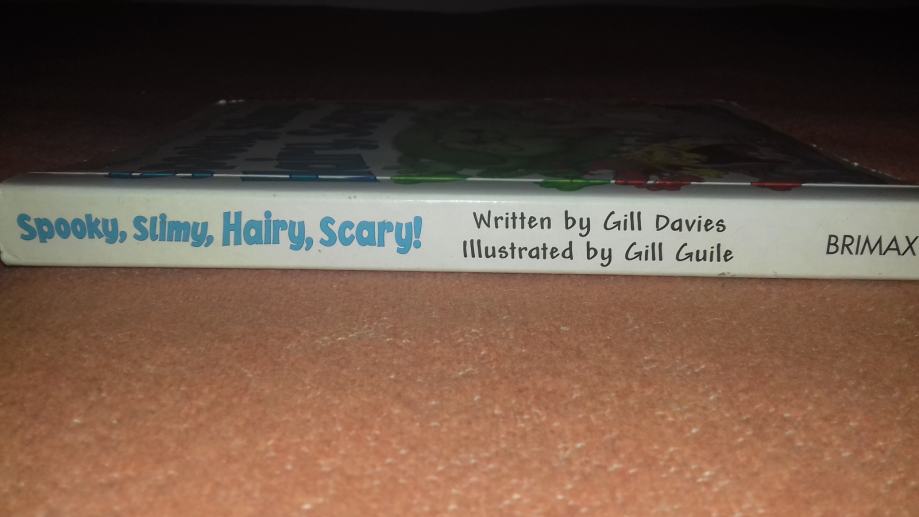 Spooky, Slimy, Hairy, Scary!
Written by Gill Davies
Illustrated by Gill Guile
BRIMAX